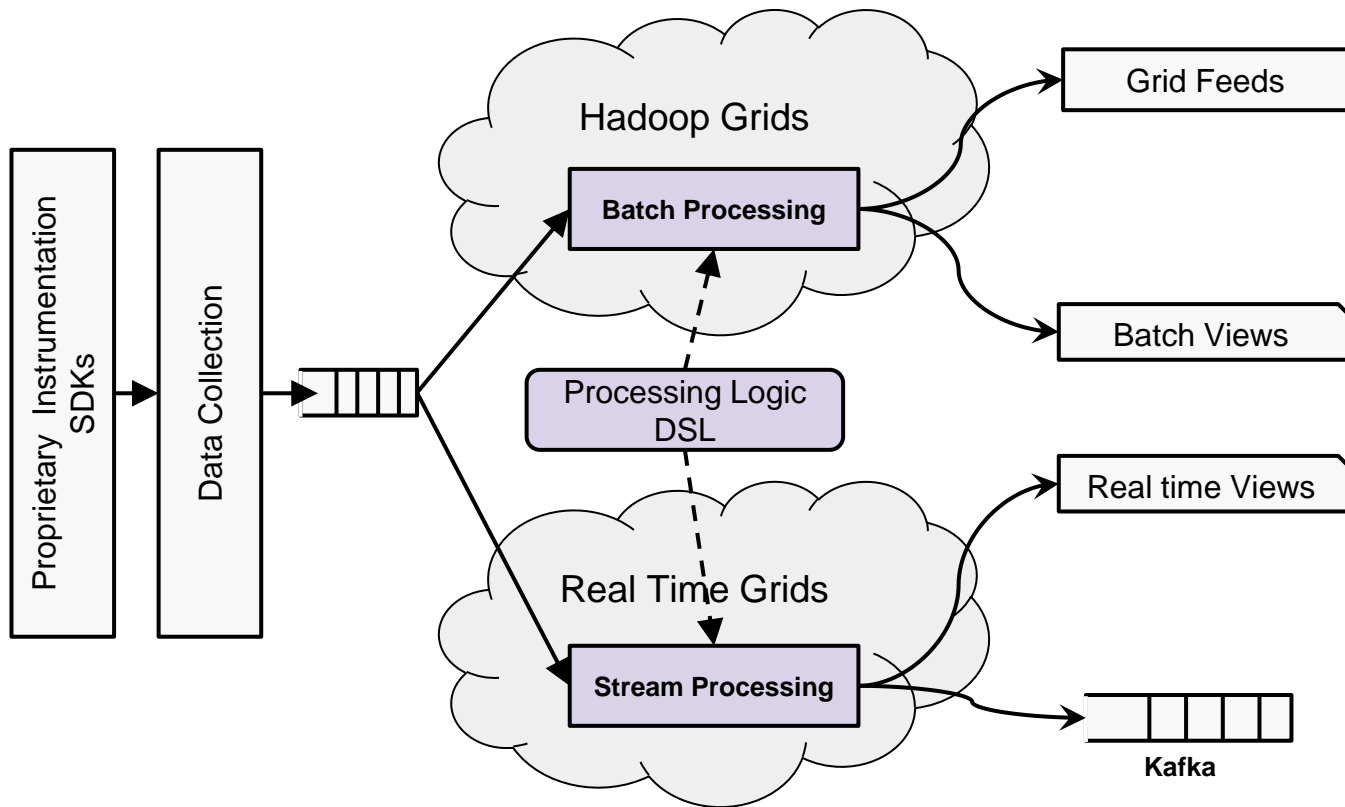 Proprietary Instrumentation
SDKs
Data Collection
Hadoop Grids
Batch Processing
Processing Logic
DSL
Real Time Grids
Stream Processing
Grid Feeds
Batch Views
Real time Views
Kafka